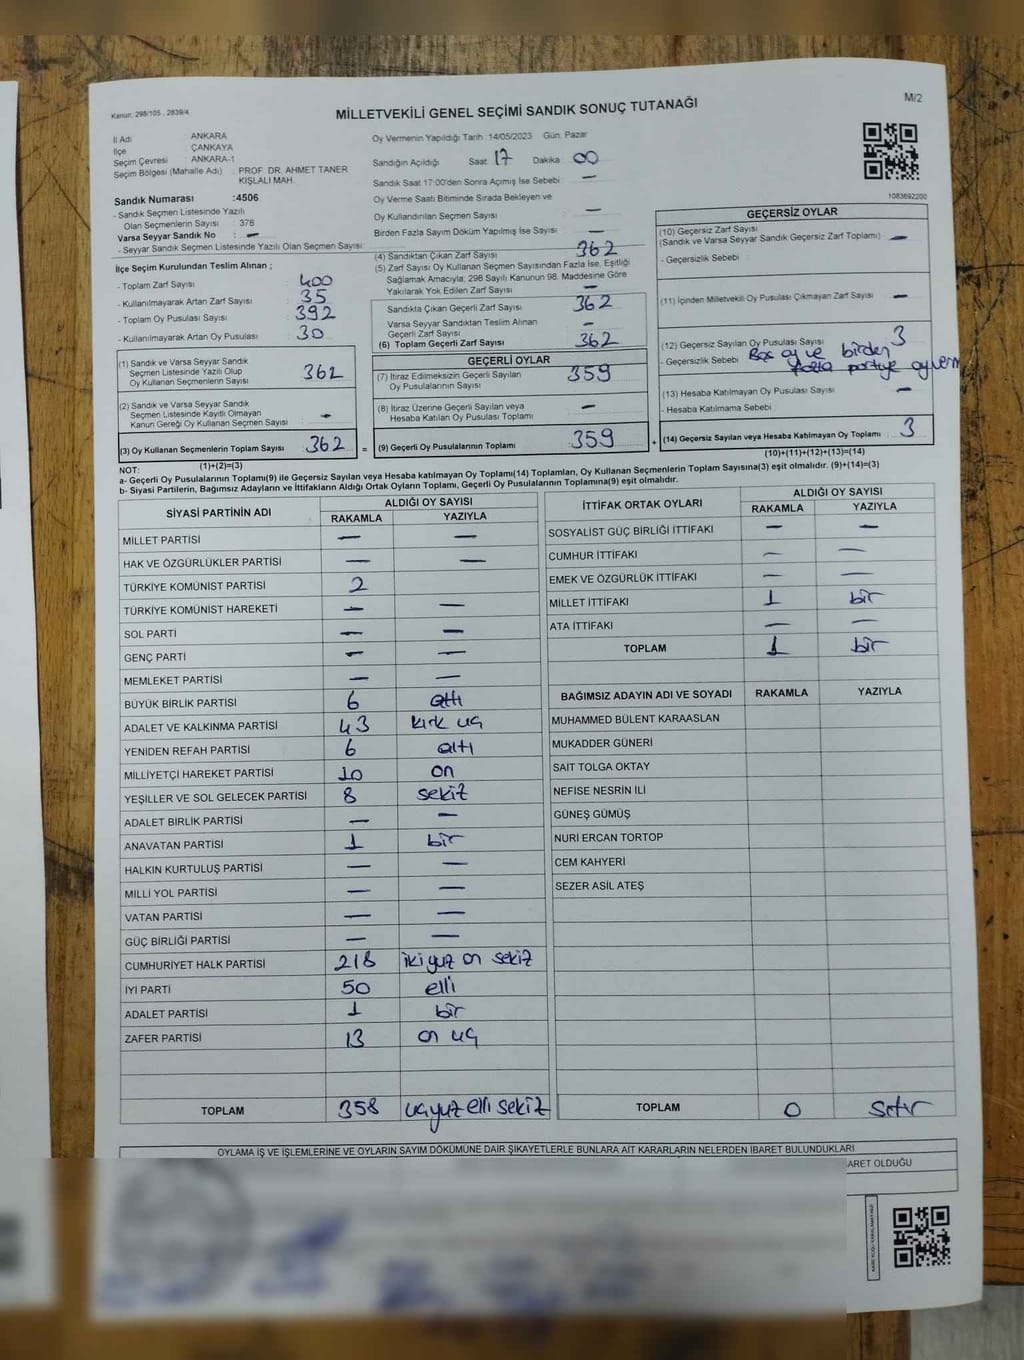 Kanun, 298/105 , 2839/4
MİLLETVEKİLİ GENEL SEÇİMİ SANDIK SONUÇ TUTANAĞI
M/2
İl Adı : ANKARA
İlçe : ÇANKAYA
Seçim Çevresi : ANKARA-1
Seçim Bölgesi (Mahalle Adı) : PROF. DR. AHMET TANER
KIŞLALI MAH.
Sandık Numarası :4506
- Sandık Seçmen Listesinde Yazılı
Olan Seçmenlerin Sayısı : 378
Varsa Seyyar Sandık No : —
- Seyyar Sandık Seçmen Listesinde Yazılı Olan Seçmen Sayısı:
Oy Vermenin Yapıldığı Tarih :14/05/2023 Gün: Pazar
Sandığın Açıldığı Saat : 17 Dakika : 00
Sandık Saat 17:00'den Sonra Açılmış İse Sebebi : —
Oy Verme Saati Bitiminde Sırada Bekleyen ve
Oy Kullandırılan Seçmen Sayısı : —
Birden Fazla Sayım Döküm Yapılmış İse Sayısı : —
(4) Sandıktan Çıkan Zarf Sayısı : 362
(5) Zarf Sayısı Oy Kullanan Seçmen Sayısından Fazla İse, Eşitliği
Sağlamak Amacıyla; 298 Sayılı Kanunun 98. Maddesine Göre
Yakılarak Yok Edilen Zarf Sayısı : —
1083692200
İlçe Seçim Kurulundan Teslim Alınan ;
- Toplam Zarf Sayısı : 400
- Kullanılmayarak Artan Zarf Sayısı : 35
- Toplam Oy Pusulası Sayısı : 392
- Kullanılmayarak Artan Oy Pusulası : 30
Sandıkta Çıkan Geçerli Zarf Sayısı : 362
Varsa Seyyar Sandıktan Teslim Alınan
Geçerli Zarf Sayısı : —
(6) Toplam Geçerli Zarf Sayısı : 362
(1) Sandık ve Varsa Seyyar Sandık
Seçmen Listesinde Yazılı Olup
Oy Kullanan Seçmenlerin Sayısı : 362
(2) Sandık ve Varsa Seyyar Sandık
Seçmen Listesinde Kayıtlı Olmayan
Kanun Gereği Oy Kullanan Seçmen Sayısı : —
(3) Oy Kullanan Seçmenlerin Toplam Sayısı : 362 =
GEÇERLİ OYLAR
(7) İtiraz Edilmeksizin Geçerli Sayılan
Oy Pusulalarının Sayısı : 359
(8) İtiraz Üzerine Geçerli Sayılan veya
Hesaba Katılan Oy Pusulası Toplamı : —
(9) Geçerli Oy Pusulalarının Toplamı : 359 +
GEÇERSİZ OYLAR
(10) Geçersiz Zarf Sayısı
(Sandık ve Varsa Seyyar Sandık Geçersiz Zarf Toplamı) : —
- Geçersizlik Sebebi :
(11) İçinden Milletvekili Oy Pusulası Çıkmayan Zarf Sayısı : —
(12) Geçersiz Sayılan Oy Pusulası Sayısı : 3
- Geçersizlik Sebebi : Boş oy ve birden
fazla partiye oy verm
(13) Hesaba Katılmayan Oy Pusulası Sayısı : —
- Hesaba Katılmama Sebebi :
(14) Geçersiz Sayılan veya Hesaba Katılmayan Oy Toplamı : 3
(1)+(2)=(3)
(10)+(11)+(12)+(13)=(14)
NOT:
a- Geçerli Oy Pusulalarının Toplamı(9) ile Geçersiz Sayılan veya Hesaba katılmayan Oy Toplamı(14) Toplamları, Oy Kullanan Seçmenlerin Toplam Sayısına(3) eşit olmalıdır. (9)+(14)=(3)
b- Siyasi Partilerin, Bağımsız Adayların ve İttifakların Aldığı Ortak Oyların Toplamı, Geçerli Oy Pusulalarının Toplamına(9) eşit olmalıdır.
SİYASİ PARTİNİN ADI ALDIĞI OY SAYISI
RAKAMLA YAZIYLA
MİLLET PARTİSİ — —
HAK VE ÖZGÜRLÜKLER PARTİSİ — —
TÜRKİYE KOMÜNİST PARTİSİ 2
TÜRKİYE KOMÜNİST HAREKETİ — —
SOL PARTİ — —
GENÇ PARTİ — —
MEMLEKET PARTİSİ — —
BÜYÜK BİRLİK PARTİSİ 6 altı
ADALET VE KALKINMA PARTİSİ 43 kırk üç
YENİDEN REFAH PARTİSİ 6 altı
MİLLİYETÇİ HAREKET PARTİSİ 10 on
YEŞİLLER VE SOL GELECEK PARTİSİ 8 sekiz
ADALET BİRLİK PARTİSİ — —
ANAVATAN PARTİSİ 1 bir
HALKIN KURTULUŞ PARTİSİ — —
MİLLİ YOL PARTİSİ — —
VATAN PARTİSİ — —
GÜÇ BİRLİĞİ PARTİSİ — —
CUMHURİYET HALK PARTİSİ 218 ikiyüz on sekiz
İYİ PARTİ 50 elli
ADALET PARTİSİ 1 bir
ZAFER PARTİSİ 13 on üç
TOPLAM 358 üçyüz elli sekiz
İTTİFAK ORTAK OYLARI ALDIĞI OY SAYISI
RAKAMLA YAZIYLA
SOSYALİST GÜÇ BİRLİĞİ İTTİFAKI — —
CUMHUR İTTİFAKI — —
EMEK VE ÖZGÜRLÜK İTTİFAKI — —
MİLLET İTTİFAKI 1 bir
ATA İTTİFAKI — —
TOPLAM 1 bir
BAĞIMSIZ ADAYIN ADI VE SOYADI RAKAMLA YAZIYLA
MUHAMMED BÜLENT KARAASLAN
MUKADDER GÜNERİ
SAİT TOLGA OKTAY
NEFİSE NESRİN İLİ
GÜNEŞ GÜMÜŞ
NURİ ERCAN TORTOP
CEM KAHYERİ
SEZER ASİL ATEŞ
TOPLAM 0 sıfır
OYLAMA İŞ VE İŞLEMLERİNE VE OYLARIN SAYIM DÖKÜMÜNE DAİR ŞİKAYETLERLE BUNLARA AİT KARARLARIN NELERDEN İBARET BULUNDUKLARI
ARET OLDUĞU